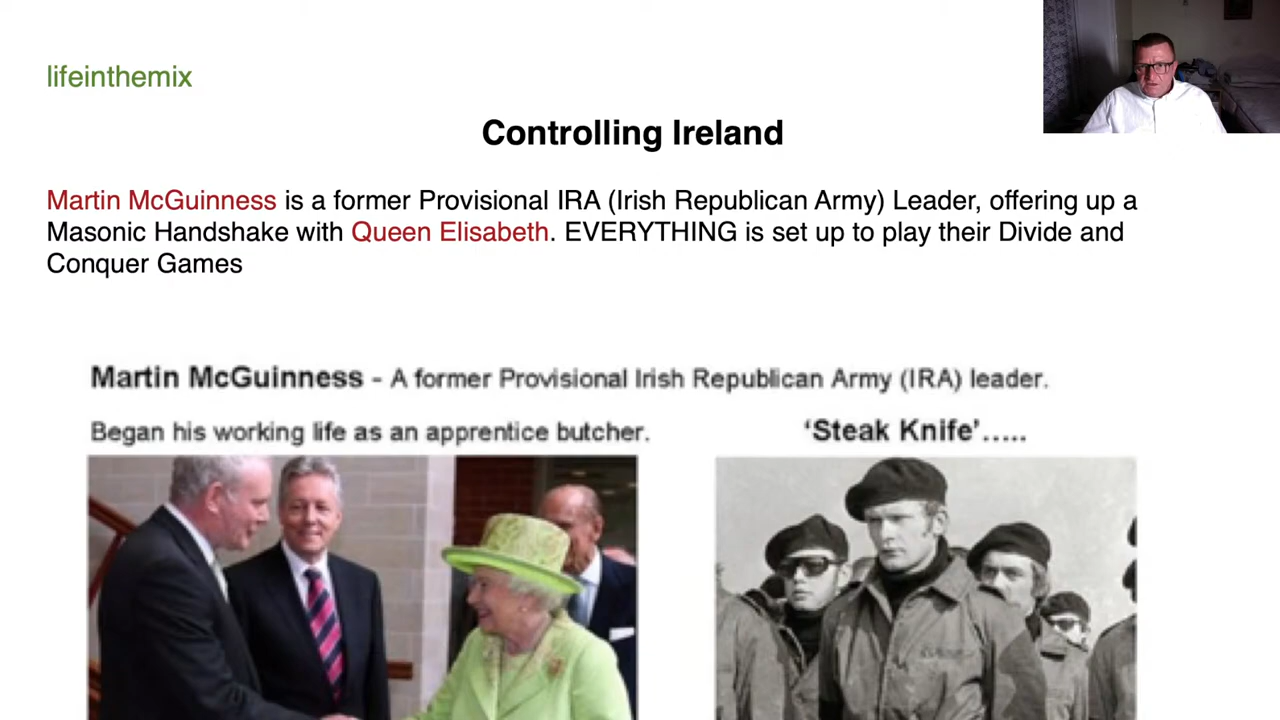 lifeinthemix
Controlling Ireland
Martin McGuinness is a former Provisional IRA (Irish Republican Army) Leader, offering up a
Masonic Handshake with Queen Elisabeth. EVERYTHING is set up to play their Divide and
Conquer Games
Martin McGuinness - A former Provisional Irish Republican Army (IRA) leader.
Began his working life as an apprentice butcher.
‘Steak Knife’.....